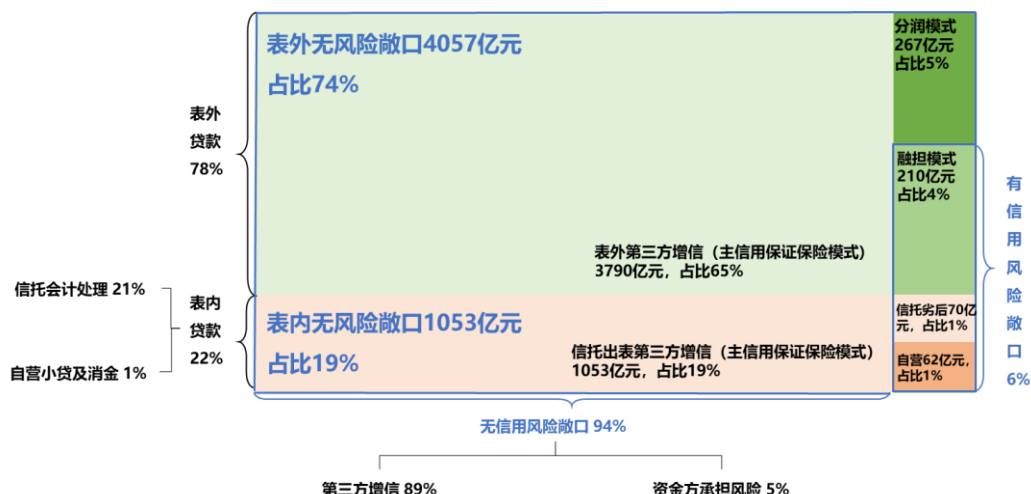 表外无风险敞口4057亿元
占比74%
分润模式
267亿元
占比5%
表外
贷款
78%
融担模式
210亿元
占比4%
有
信
用
风
险
敞
口
6%
表外第三方增信（主信用保证保险模式）
3790亿元，占比65%
信托会计处理 21%
自营小贷及消金 1%
表内
贷款
22%
表内无风险敞口1053亿元
占比19%
信托出表第三方增信（主信用保证保险模式）
1053亿元，占比19%
信托劣后70亿
元，占比1%
自营62亿元，
占比1%
无信用风险敞口 94%
第三方增信 89%
资金方承担风险 5%